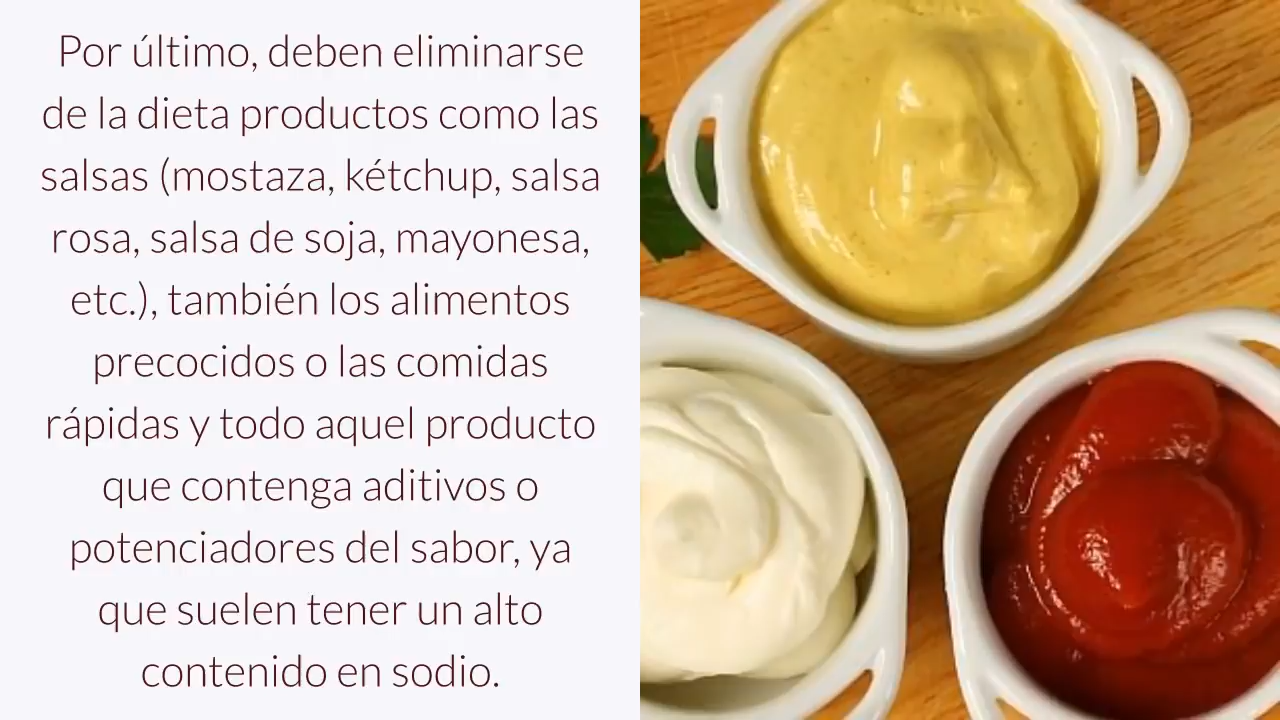 Por último, deben eliminarse
de la dieta productos como las
salsas (mostaza, kétchup, salsa
rosa, salsa de soja, mayonesa,
etc.), también los alimentos
precocidos o las comidas
rápidas y todo aquel producto
que contenga aditivos o
potenciadores del sabor, ya
que suelen tener un alto
contenido en sodio.